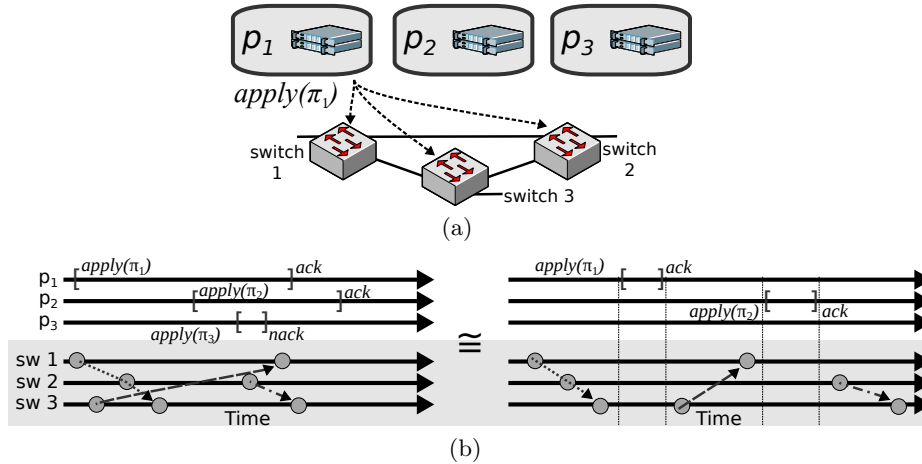 p₁ p₂ p₃
apply(π₁)
switch 1
switch 2
switch 3
(a)
p₁ apply(π₁) ack
p₂ apply(π₂) ack
p₃ apply(π₃) nack
sw 1
sw 2
sw 3
Time
≅
apply(π₁) ack
apply(π₂) ack
Time
(b)